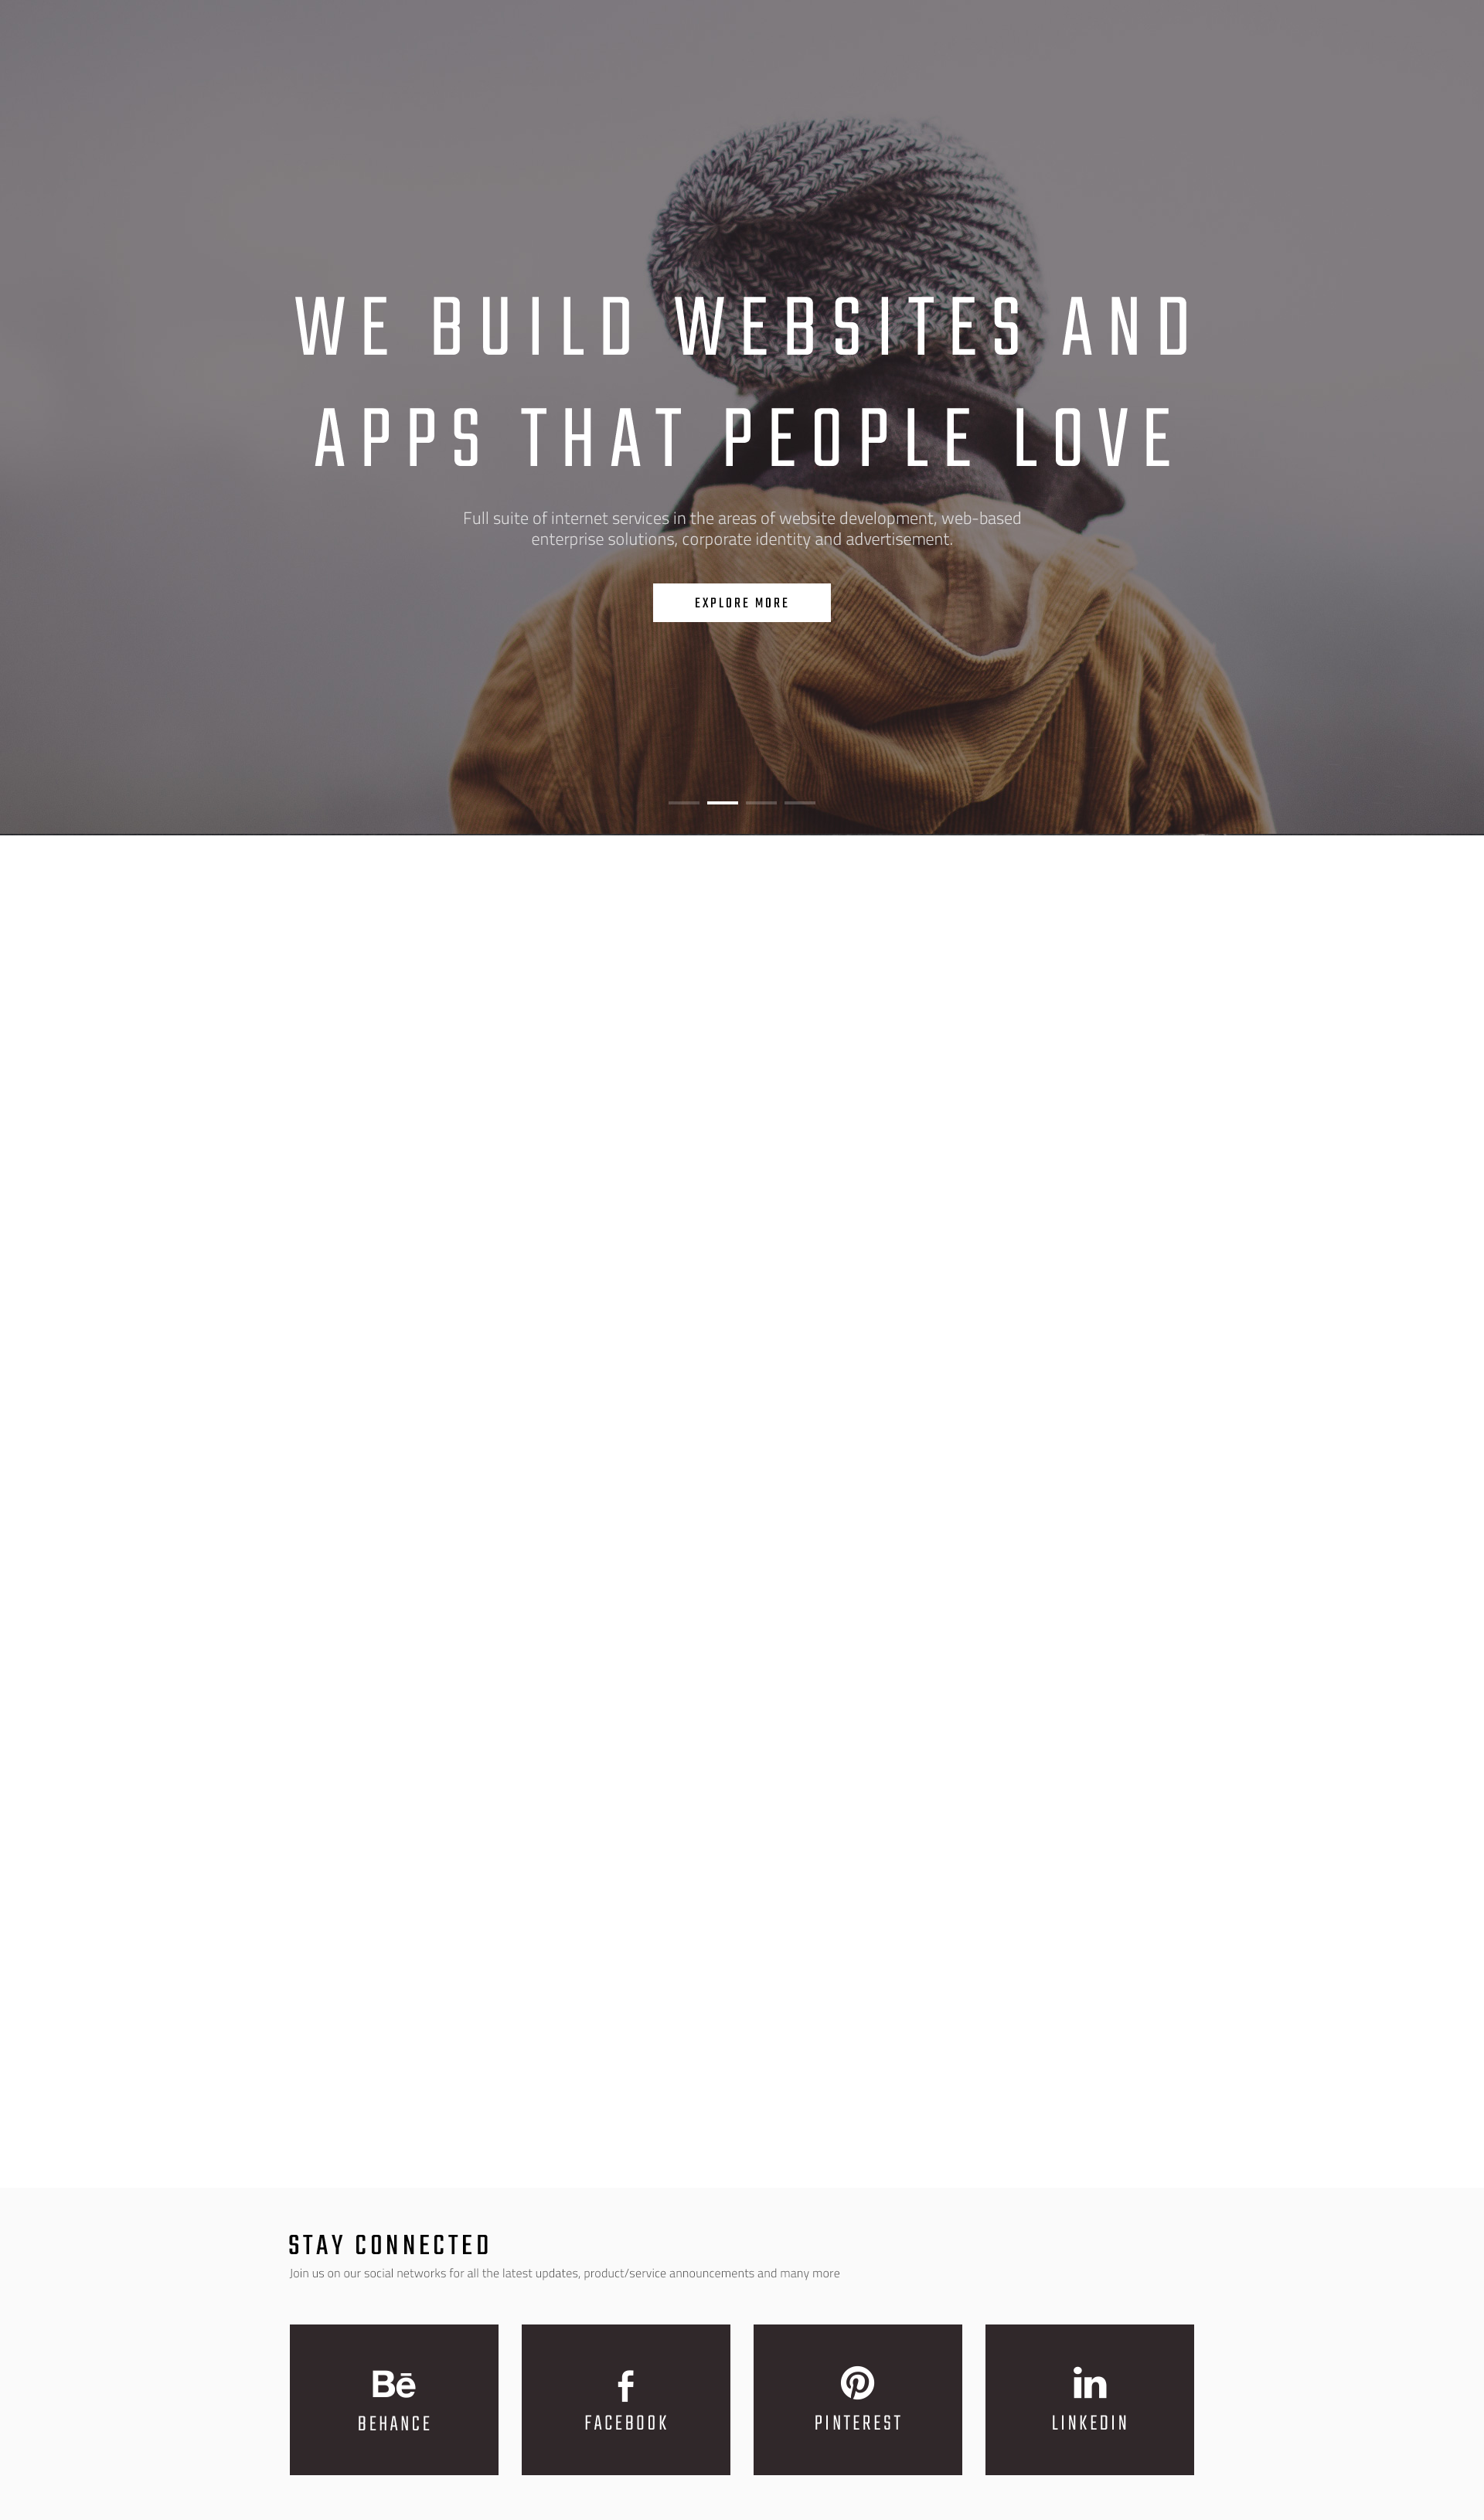 WE BUILD WEBSITES AND
APPS THAT PEOPLE LOVE
Full suite of internet services in the areas of website development, web-based
enterprise solutions, corporate identity and advertisement.
EXPLORE MORE
STAY CONNECTED
Join us on our social networks for all the latest updates, product/service announcements and many more
Bē
BEHANCE
f
FACEBOOK
PINTEREST
in
LINKEDIN